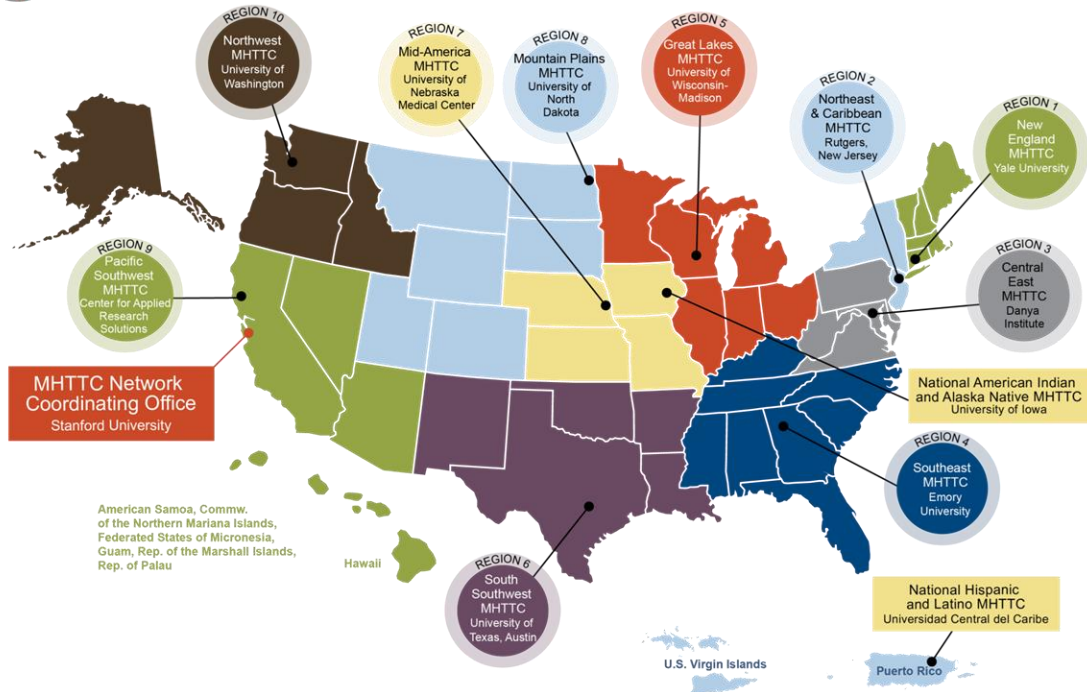 REGION 10
Northwest
MHTTC
University of
Washington
REGION 7
Mid-America
MHTTC
University of
Nebraska
Medical Center
REGION 8
Mountain Plains
MHTTC
University of
North
Dakota
REGION 5
Great Lakes
MHTTC
University of
Wisconsin-
Madison
REGION 2
Northeast
& Caribbean
MHTTC
Rutgers,
New Jersey
REGION 1
New
England
MHTTC
Yale University
REGION 9
Pacific
Southwest
MHTTC
Center for Applied
Research
Solutions
REGION 3
Central
East
MHTTC
Danya
Institute
MHTTC Network
Coordinating Office
Stanford University
National American Indian
and Alaska Native MHTTC
University of Iowa
REGION 4
Southeast
MHTTC
Emory
University
American Samoa, Commw.
of the Northern Mariana Islands,
Federated States of Micronesia,
Guam, Rep. of the Marshall Islands,
Rep. of Palau
Hawaii
REGION 6
South
Southwest
MHTTC
University of
Texas, Austin
National Hispanic
and Latino MHTTC
Universidad Central del Caribe
U.S. Virgin Islands
Puerto Rico